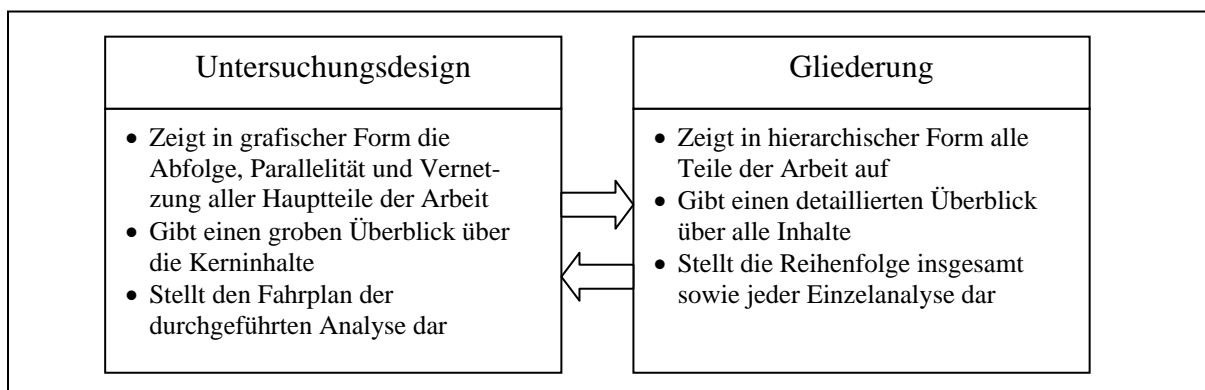 Untersuchungsdesign
• Zeigt in grafischer Form die
Abfolge, Parallelität und Vernet-
zung aller Hauptteile der Arbeit
• Gibt einen groben Überblick über
die Kerninhalte
• Stellt den Fahrplan der
durchgeführten Analyse dar
Gliederung
• Zeigt in hierarchischer Form alle
Teile der Arbeit auf
• Gibt einen detaillierten Überblick
über alle Inhalte
• Stellt die Reihenfolge insgesamt
sowie jeder Einzelanalyse dar